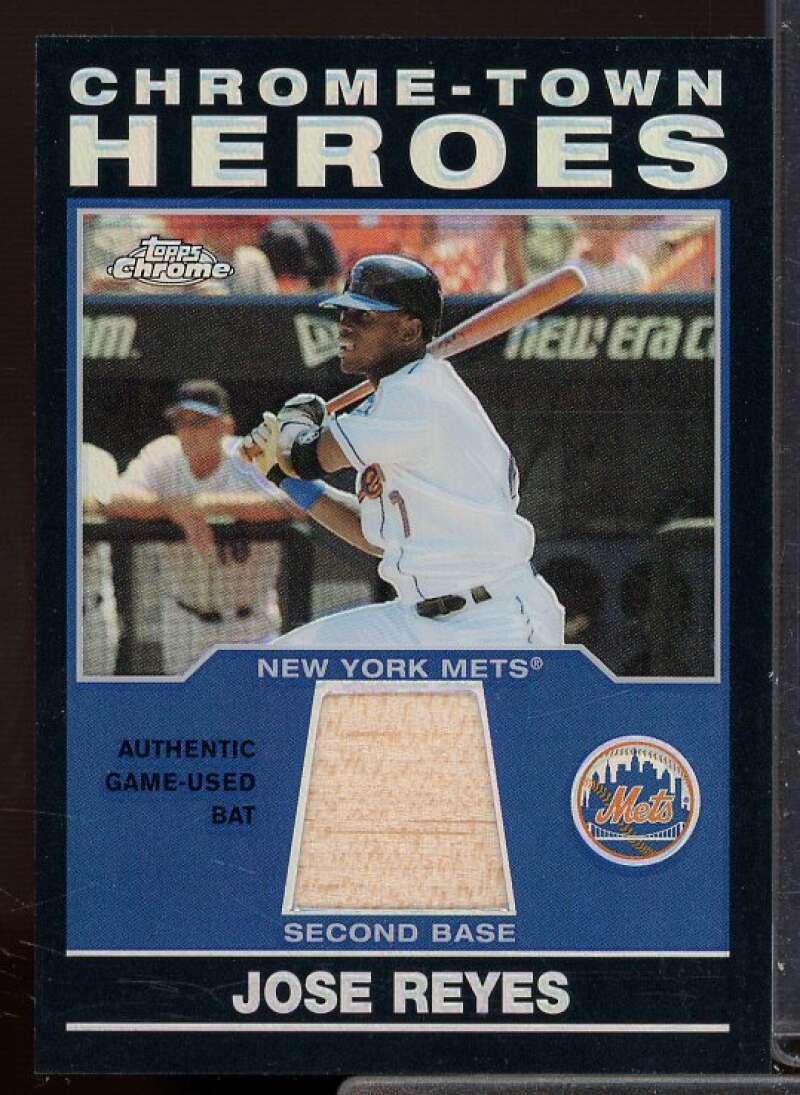 CHROME-TOWN
HEROES
Topps
Chrome
m.
new era c
1
NEW YORK METS®
AUTHENTIC
GAME-USED
BAT
Mets
SECOND BASE
JOSE REYES